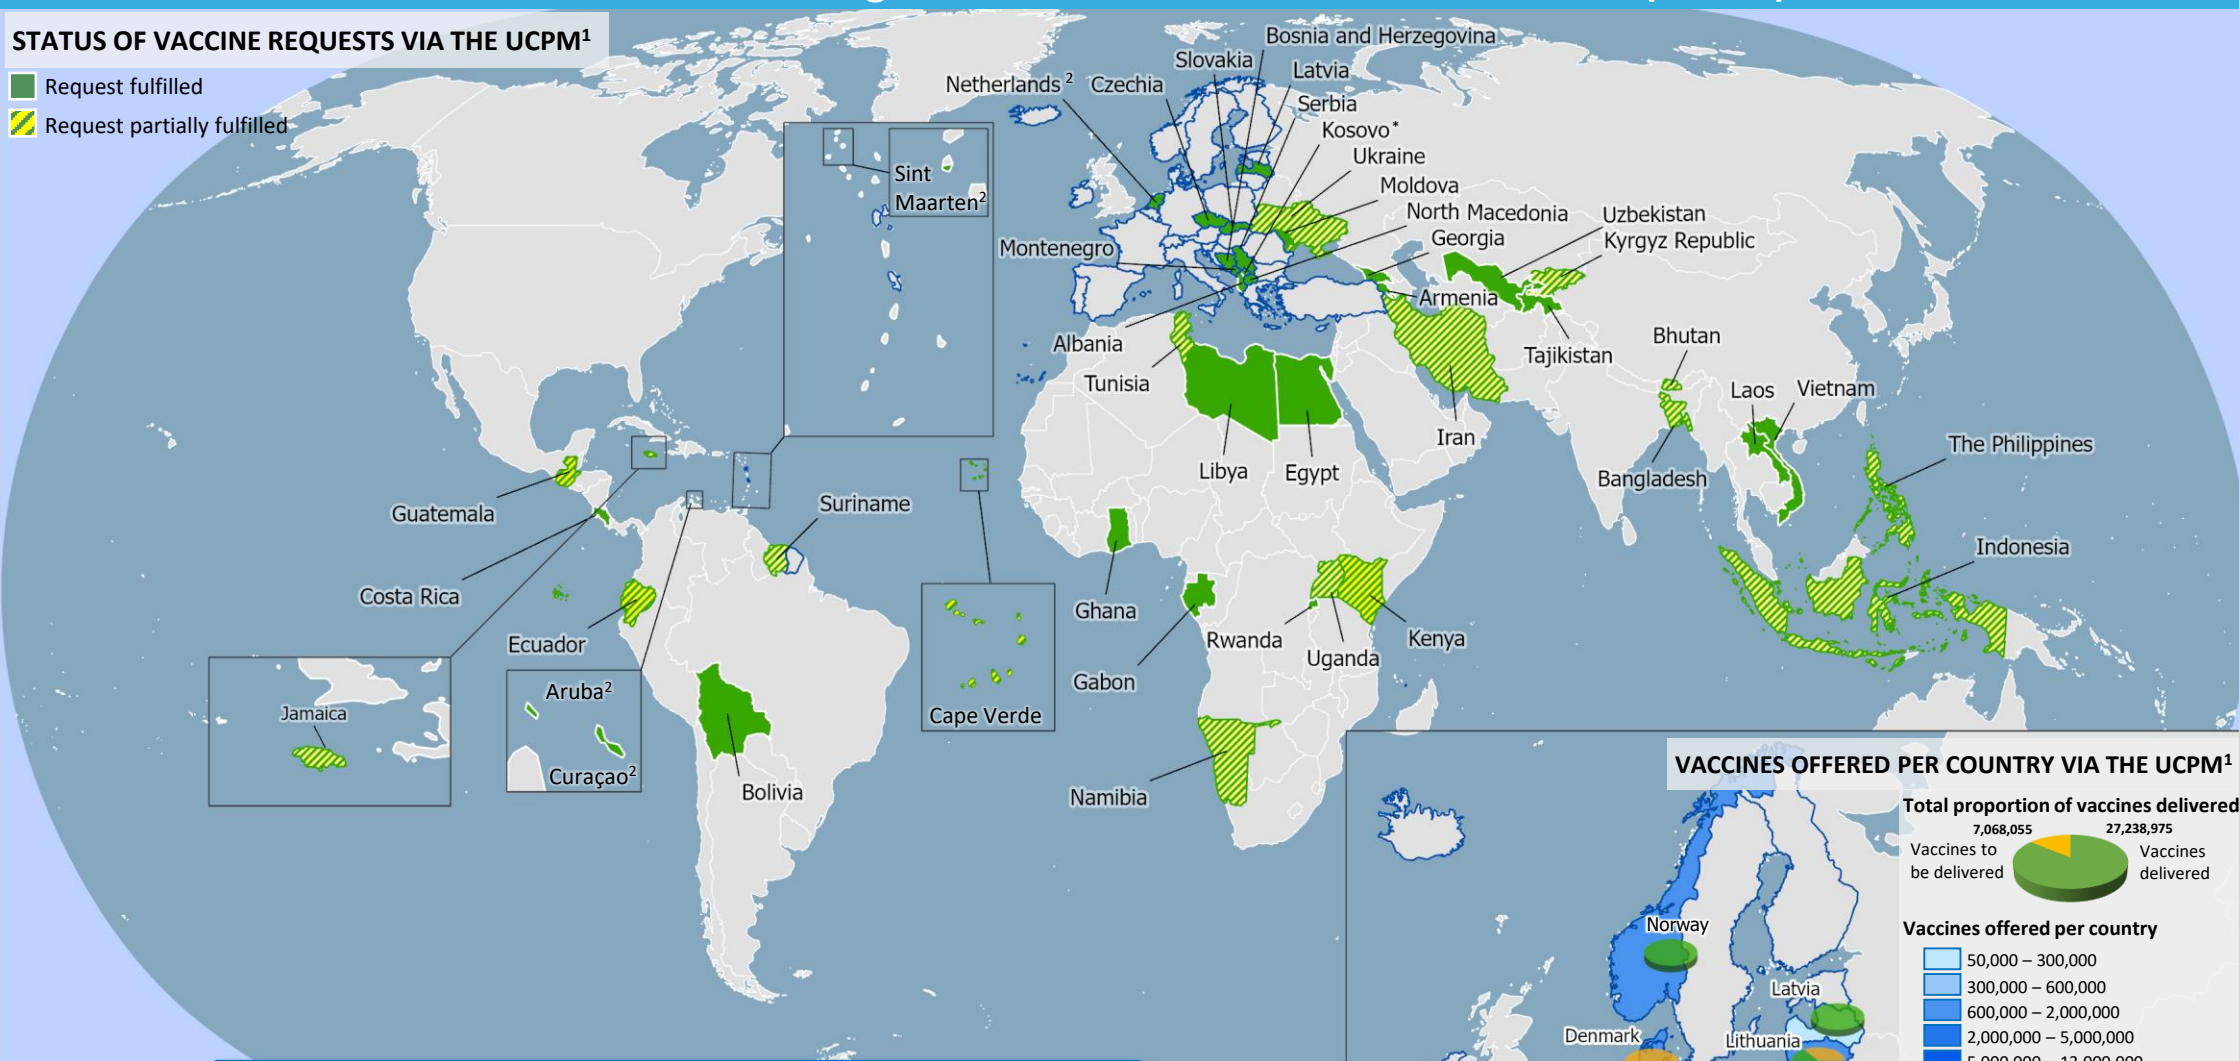 STATUS OF VACCINE REQUESTS VIA THE UCPM¹
Request fulfilled
Request partially fulfilled
Bosnia and Herzegovina
Slovakia
Latvia
Netherlands²
Czechia
Serbia
Kosovo*
Ukraine
Moldova
North Macedonia
Uzbekistan
Georgia
Kyrgyz Republic
Montenegro
Armenia
Sint
Maarten²
Albania
Tajikistan
Bhutan
Tunisia
Laos
Vietnam
Iran
The Philippines
Libya
Egypt
Bangladesh
Guatemala
Suriname
Indonesia
Costa Rica
Ghana
Ecuador
Rwanda
Kenya
Uganda
Gabon
Aruba²
Jamaica
Cape Verde
Curaçao²
Bolivia
Namibia
VACCINES OFFERED PER COUNTRY VIA THE UCPM¹
Total proportion of vaccines delivered
7,068,055
27,238,975
Vaccines to
be delivered
Vaccines
delivered
Vaccines offered per country
50,000 – 300,000
300,000 – 600,000
600,000 – 2,000,000
2,000,000 – 5,000,000
Norway
Latvia
Denmark
Lithuania